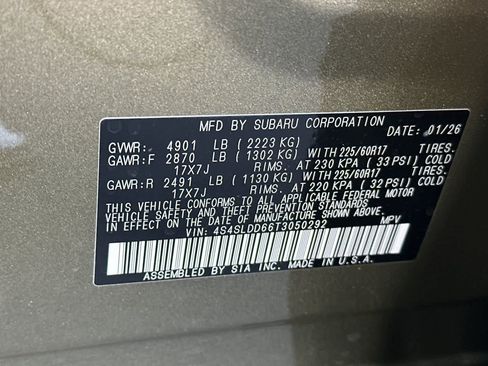 MFD BY SUBARU CORPORATION
DATE: 01/26
GVWR: 4901 LB (2223 KG)
GAWR:F 2870 LB (1302 KG) WITH 225/60R17 TIRES.
17X7J RIMS. AT 230 KPA (33 PSI) COLD
GAWR:R 2491 LB (1130 KG) WITH 225/60R17 TIRES.
17X7J RIMS. AT 220 KPA (32 PSI) COLD
THIS VEHICLE CONFORMS TO ALL APPLICABLE FEDERAL MOTOR
VEHICLE SAFETY AND THEFT PREVENTION STANDARDS
IN EFFECT ON THE DATE OF MANUFACTURE SHOWN ABOVE.
VIN: 4S4SLDD66T3050292 MPV
ASSEMBLED BY SIA INC. MADE IN U.S.A.